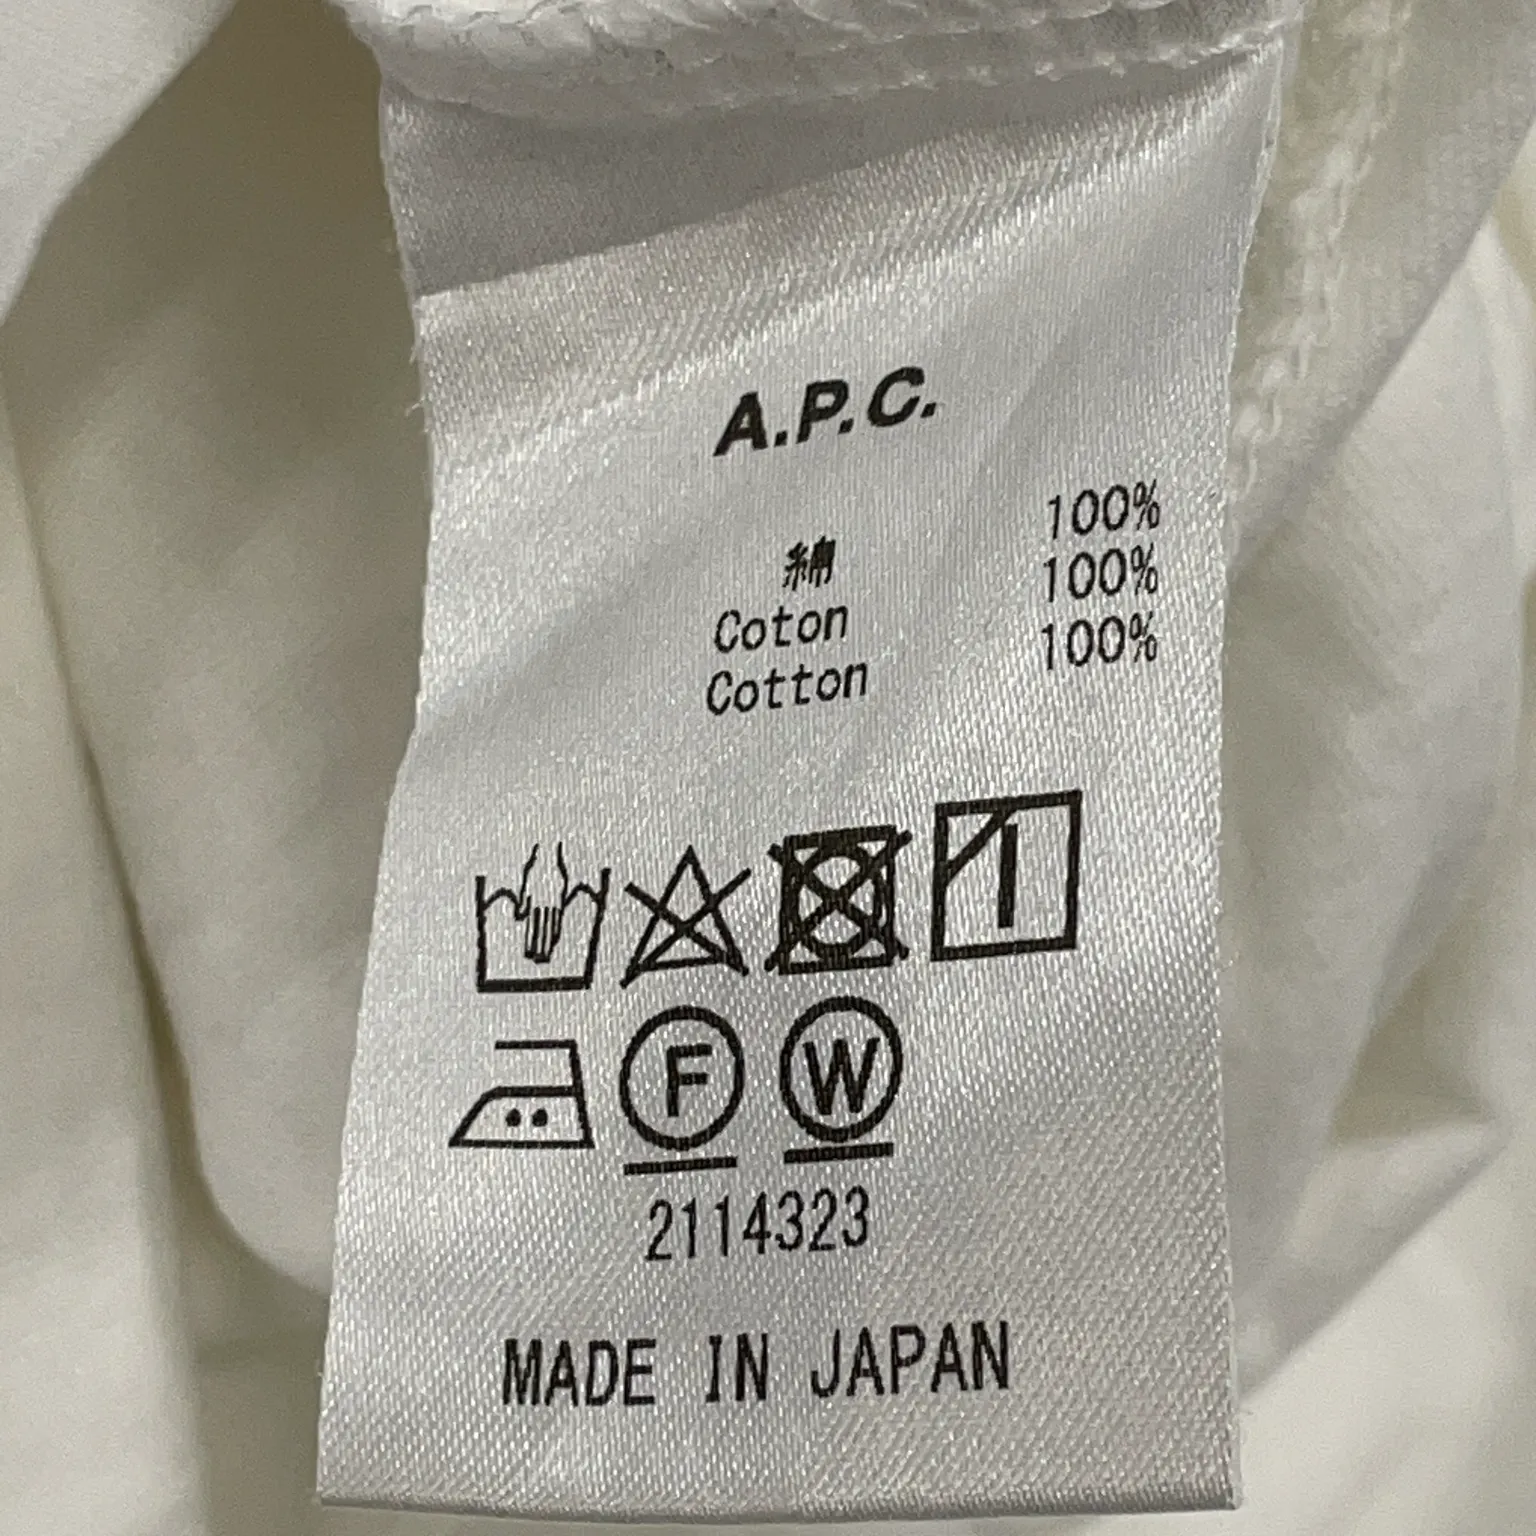 A.P.C.
綿 100%
Coton 100%
Cotton 100%
F W
2114323
MADE IN JAPAN